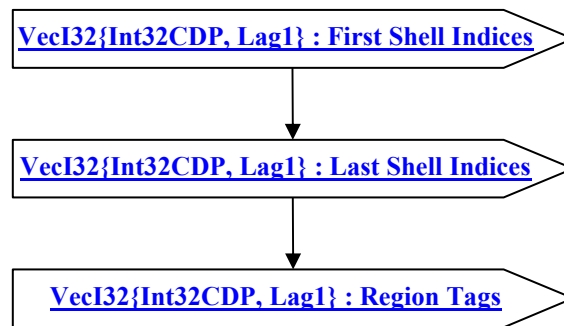 VecI32{Int32CDP, Lag1} : First Shell Indices
VecI32{Int32CDP, Lag1} : Last Shell Indices
VecI32{Int32CDP, Lag1} : Region Tags